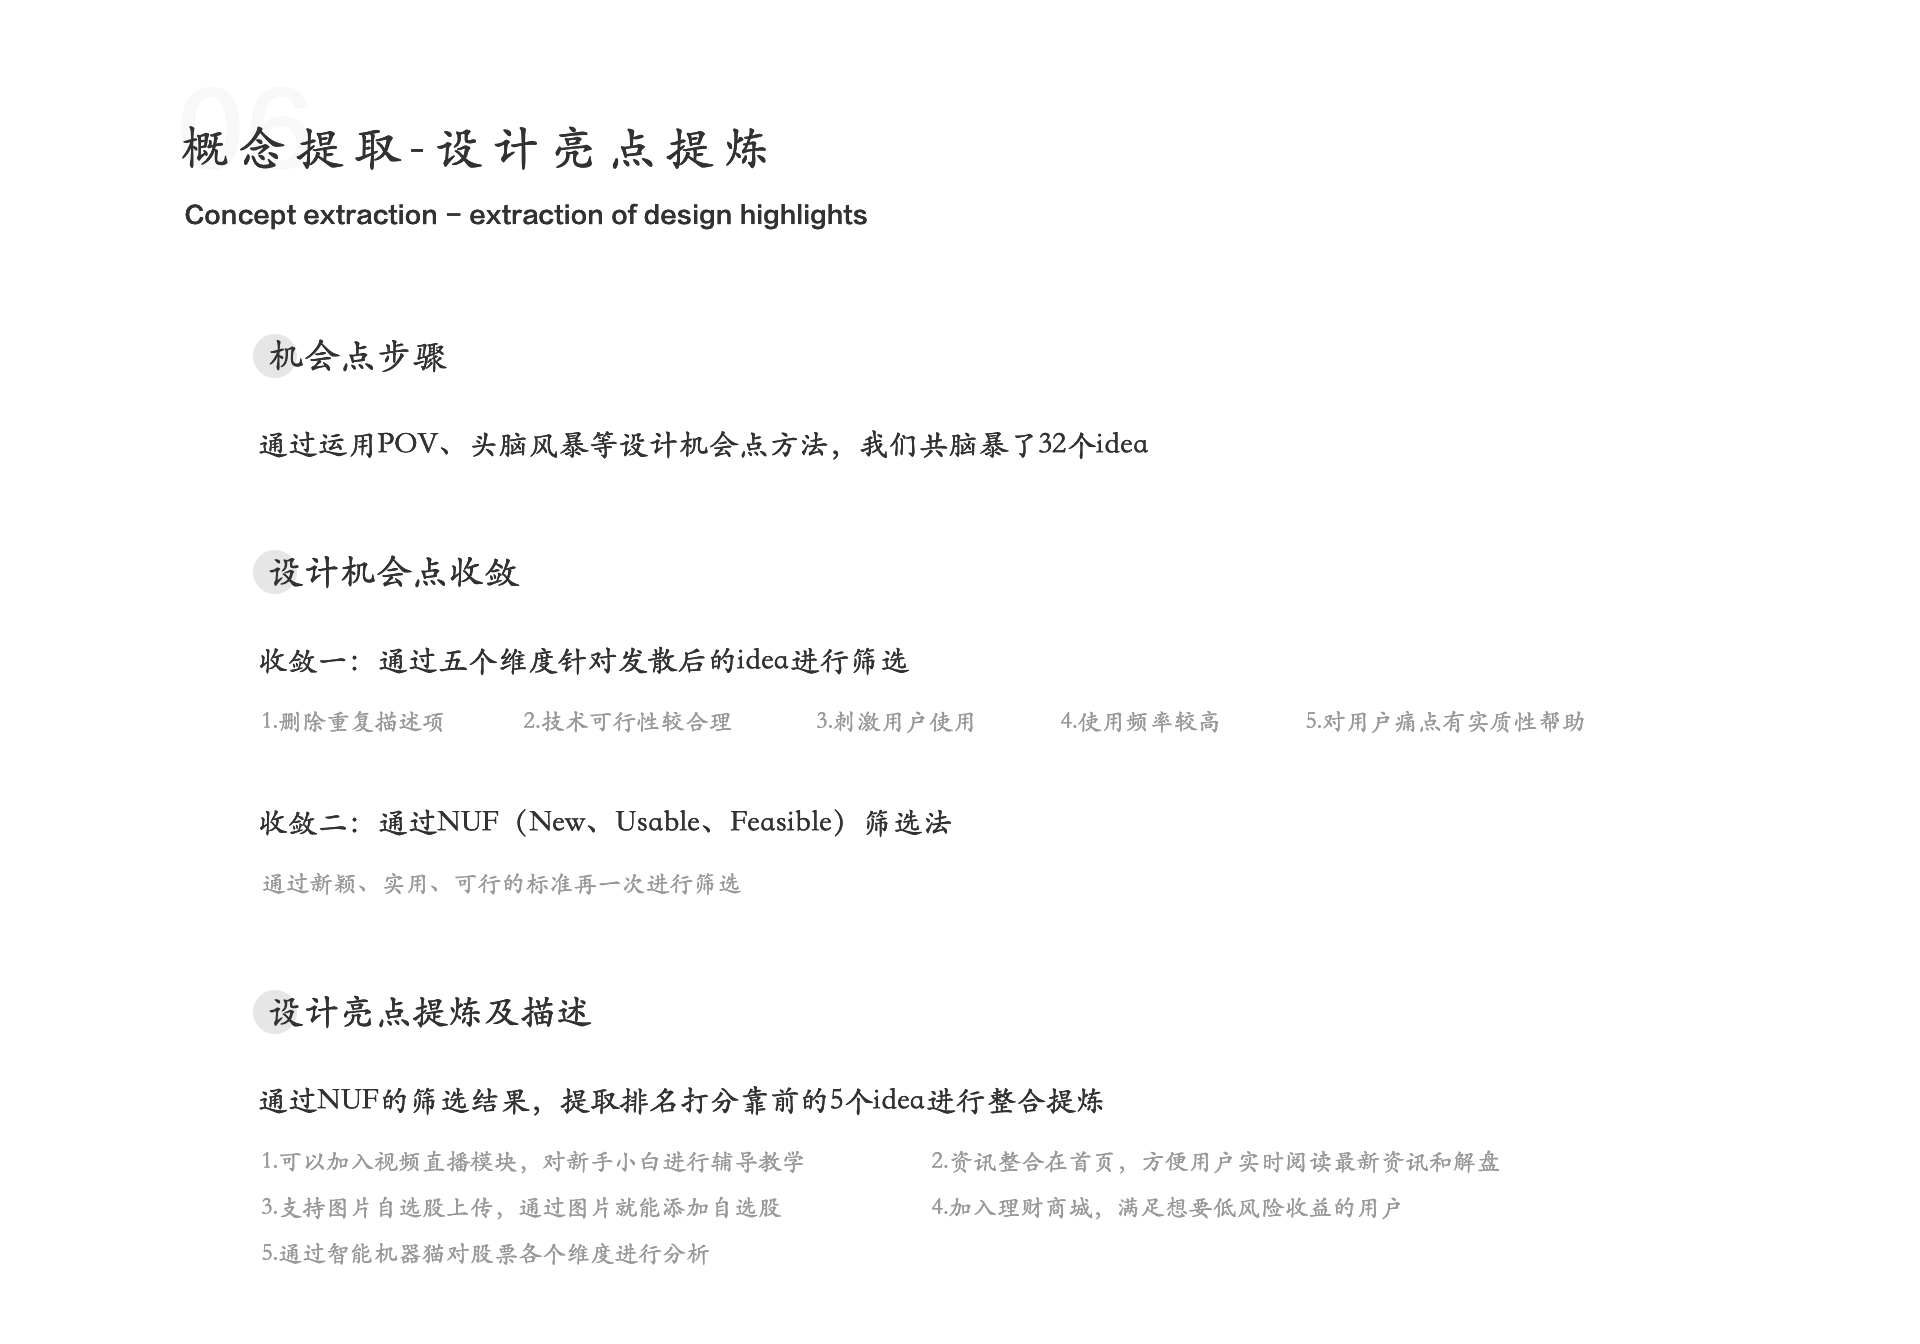 06
概念提取-设计亮点提炼
Concept extraction - extraction of design highlights
机会点步骤
通过运用POV、头脑风暴等设计机会点方法，我们共脑暴了32个idea
设计机会点收敛
收敛一：通过五个维度针对发散后的idea进行筛选
1.删除重复描述项 2.技术可行性较合理 3.刺激用户使用 4.使用频率较高 5.对用户痛点有实质性帮助
收敛二：通过NUF（New、Usable、Feasible）筛选法
通过新颖、实用、可行的标准再一次进行筛选
设计亮点提炼及描述
通过NUF的筛选结果，提取排名打分靠前的5个idea进行整合提炼
1.可以加入视频直播模块，对新手小白进行辅导教学 2.资讯整合在首页，方便用户实时阅读最新资讯和解盘
3.支持图片自选股上传，通过图片就能添加自选股 4.加入理财商城，满足想要低风险收益的用户
5.通过智能机器猫对股票各个维度进行分析